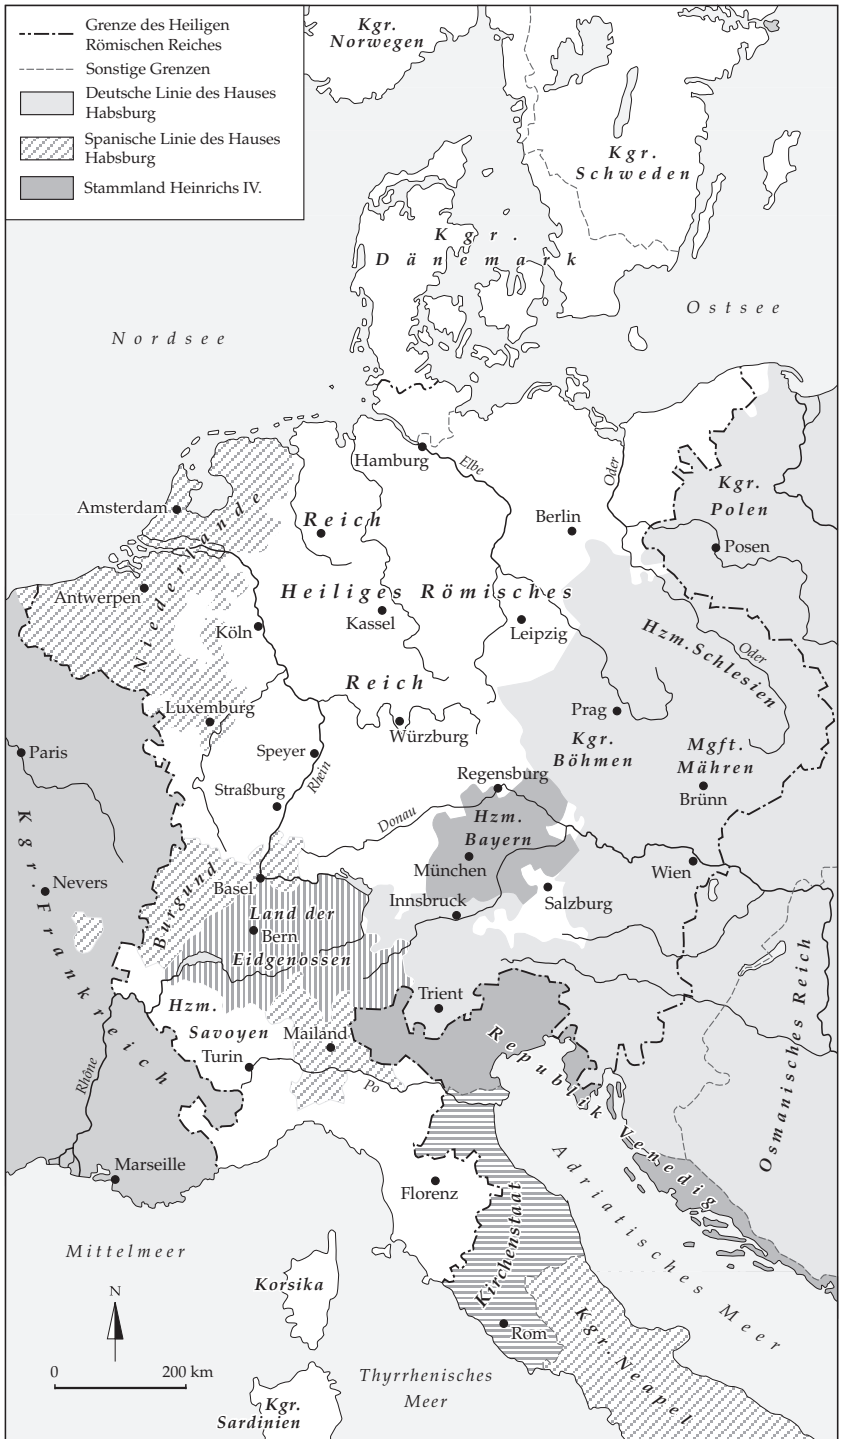 Grenze des Heiligen
Römischen Reiches
Sonstige Grenzen
Deutsche Linie des Hauses
Habsburg
Spanische Linie des Hauses
Habsburg
Stammland Heinrichs IV.
Kgr.
Norwegen
Kgr.
Schweden
Kgr.
Dänemark
Nordsee
Ostsee
Hamburg
Elbe
Oder
Kgr.
Polen
Amsterdam
Reich
Berlin
Posen
Niederlande
Antwerpen
Heiliges Römisches
Kassel
Leipzig
Köln
Hzm. Schlesien
Oder
Reich
Luxemburg
Würzburg
Prag
Kgr.
Böhmen
Mgft.
Mähren
Brünn
Paris
Speyer
Rhein
Straßburg
Regensburg
Donau
Hzm.
Bayern
München
Wien
Kgr. Frankreich
Nevers
Burgund
Basel
Innsbruck
Salzburg
Land der
Bern
Eidgenossen
Hzm.
Savoyen
Mailand
Trient
Turin
Po
Rhône
Republik Venedig
Osmanisches Reich
Marseille
Florenz
Adriatisches Meer
Mittelmeer
Korsika
Kirchenstaat
Rom
Kgr. Neapel
N
0 200 km
Thyrrhenisches
Meer
Kgr.
Sardinien